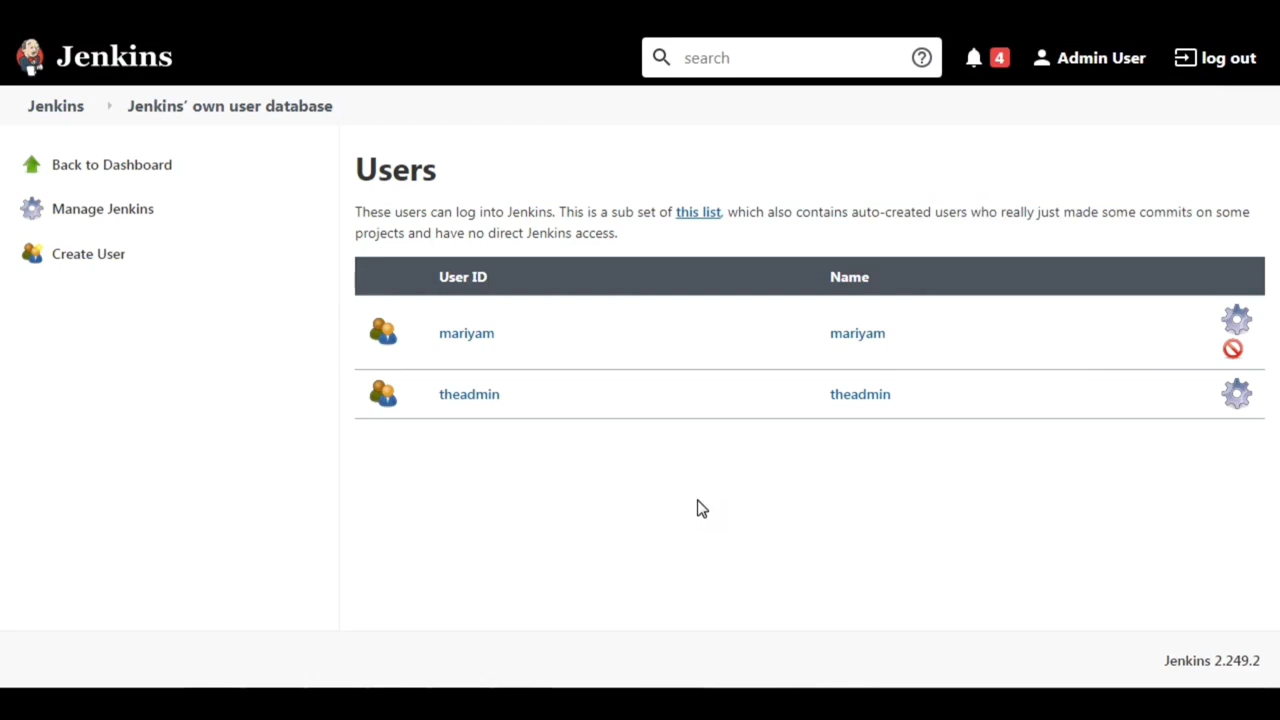 Jenkins
search
4
Admin User
log out
Jenkins
Jenkins’ own user database
Back to Dashboard
Manage Jenkins
Create User
Users
These users can log into Jenkins. This is a sub set of this list, which also contains auto-created users who really just made some commits on some
projects and have no direct Jenkins access.
User ID Name
mariyam mariyam
theadmin theadmin
Jenkins 2.249.2